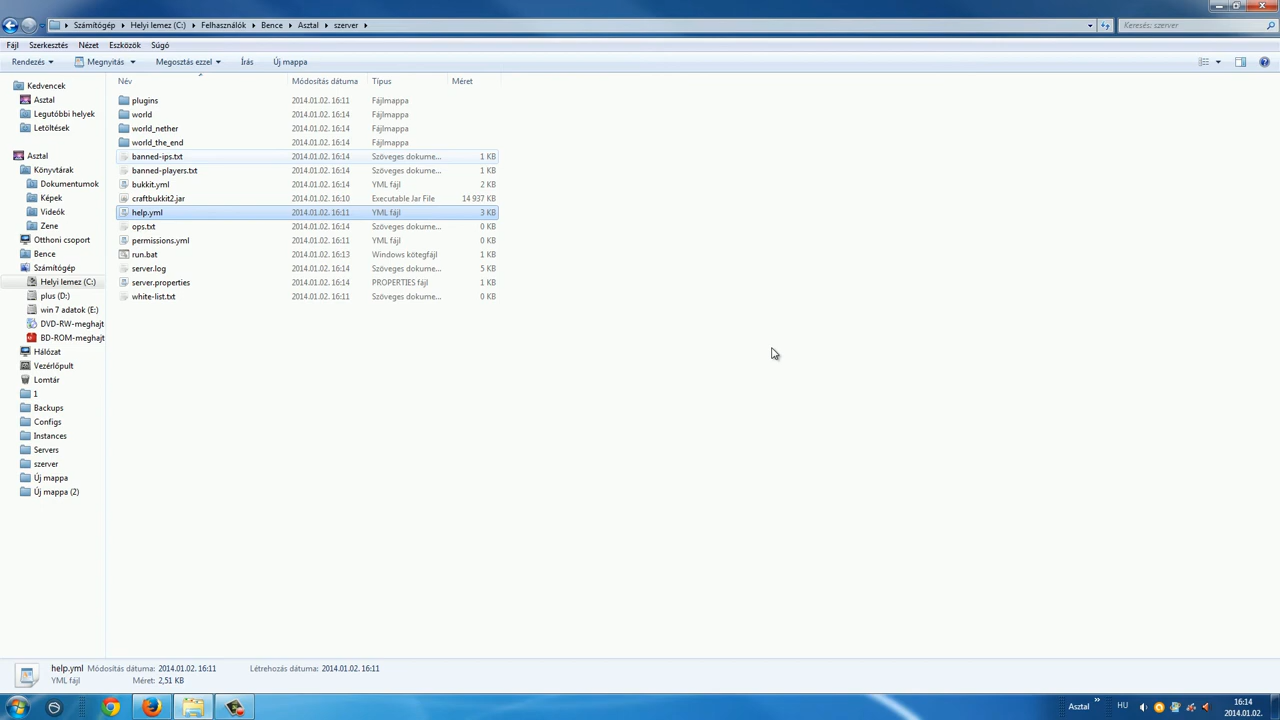 Számítógép Helyi lemez (C:) Felhasználók Bence Asztal szerver Keresés: szerver
Fájl Szerkesztés Nézet Eszközök Súgó
Rendezés Megnyitás Megosztás ezzel Írás Új mappa
Név Módosítás dátuma Típus Méret
plugins 2014.01.02. 16:11 Fájlmappa
world 2014.01.02. 16:14 Fájlmappa
world_nether 2014.01.02. 16:14 Fájlmappa
world_the_end 2014.01.02. 16:14 Fájlmappa
banned-ips.txt 2014.01.02. 16:14 Szöveges dokume... 1 KB
banned-players.txt 2014.01.02. 16:14 Szöveges dokume... 1 KB
bukkit.yml 2014.01.02. 16:14 YML fájl 2 KB
craftbukkit2.jar 2014.01.02. 16:10 Executable Jar File 14 937 KB
help.yml 2014.01.02. 16:11 YML fájl 3 KB
ops.txt 2014.01.02. 16:14 Szöveges dokume... 0 KB
permissions.yml 2014.01.02. 16:11 YML fájl 0 KB
run.bat 2014.01.02. 16:13 Windows kötegfájl 1 KB
server.log 2014.01.02. 16:14 Szöveges dokume... 5 KB
server.properties 2014.01.02. 16:14 PROPERTIES fájl 1 KB
white-list.txt 2014.01.02. 16:11 Szöveges dokume... 0 KB
Kedvencek
Asztal
Legutóbbi helyek
Letöltések
Asztal
Könyvtárak
Dokumentumok
Képek
Videók
Zene
Otthoni csoport
Bence
Számítógép
Helyi lemez (C:)
plus (D:)
win 7 adatok (E:)
DVD-RW-meghajt
BD-ROM-meghajt
Hálózat
Vezérlőpult
Lomtár
1
Backups
Configs
Instances
Servers
szerver
Új mappa
Új mappa (2)
help.yml Módosítás dátuma: 2014.01.02. 16:11 Létrehozás dátuma: 2014.01.02. 16:11
YML fájl Méret: 2,51 KB
Asztal » HU 16:14
2014.01.02.